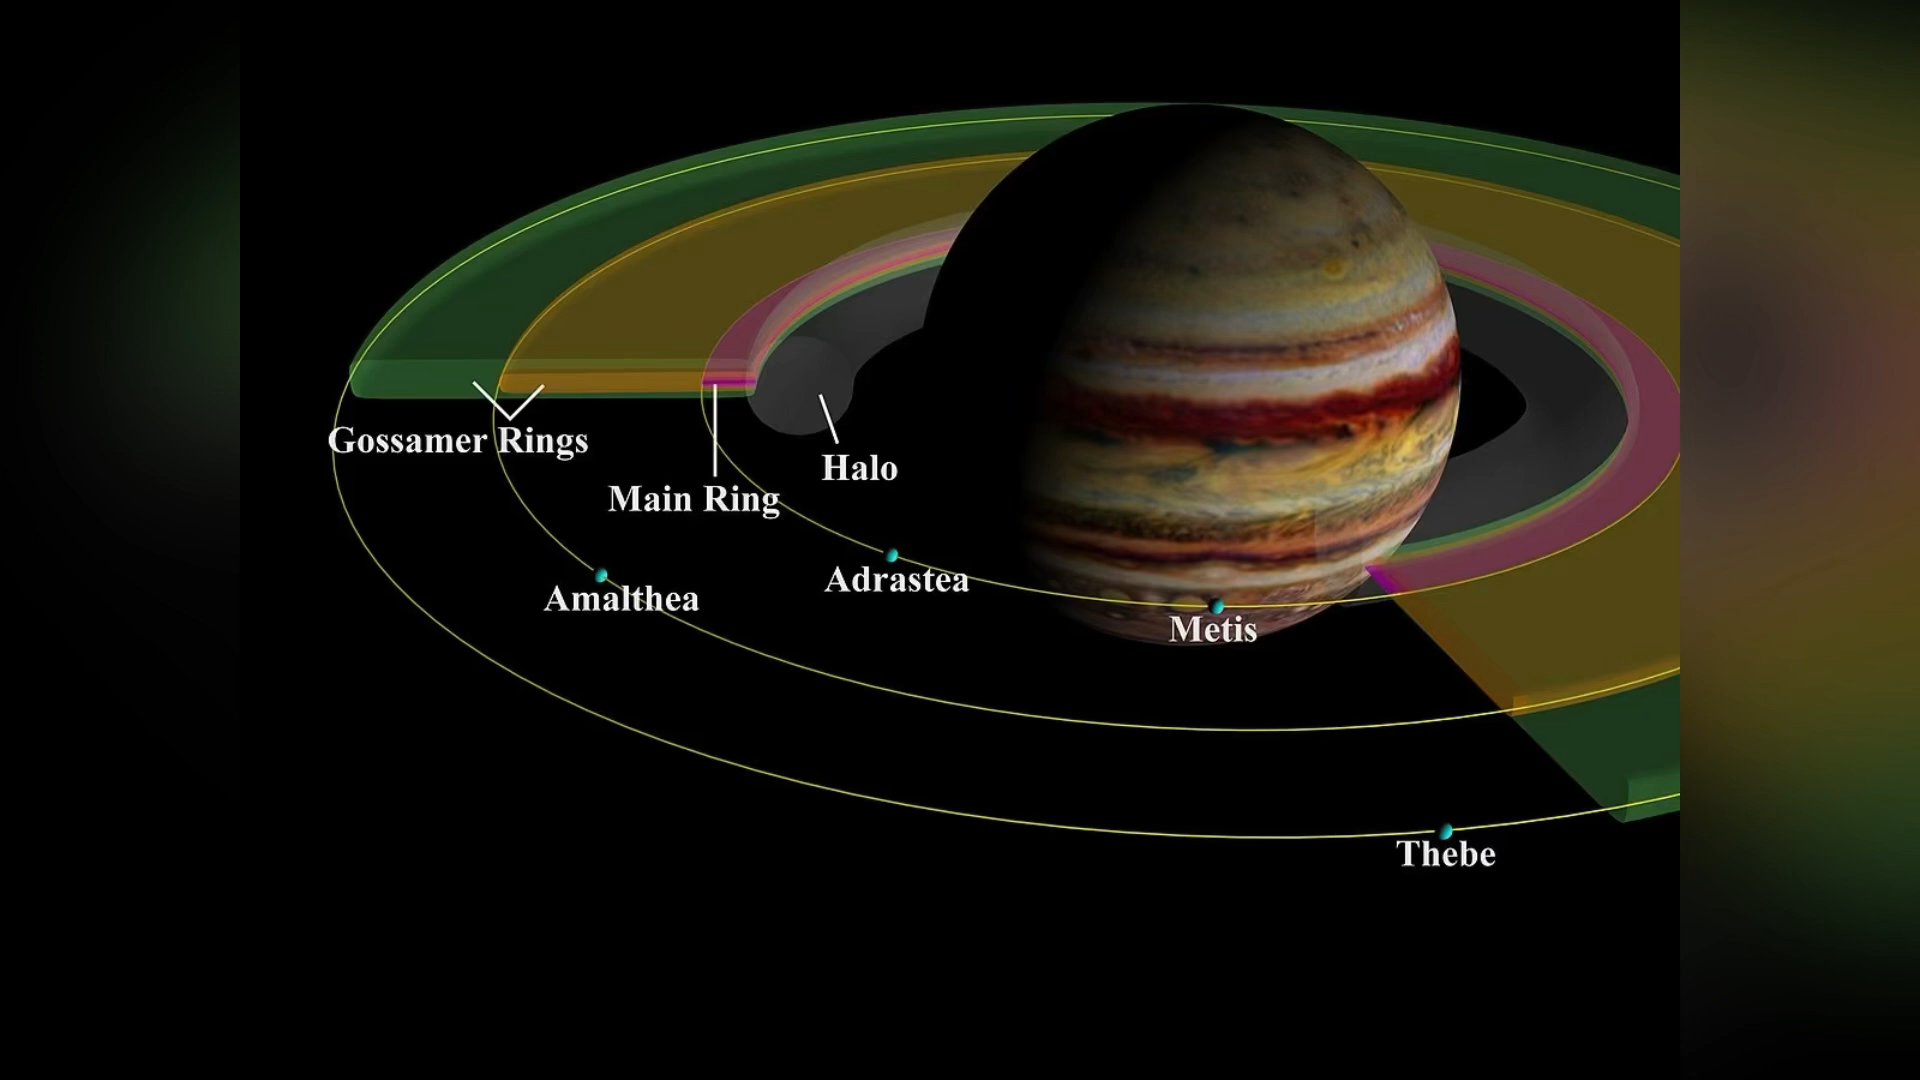 Gossamer Rings
Halo
Main Ring
Adrastea
Amalthea
Metis
Thebe